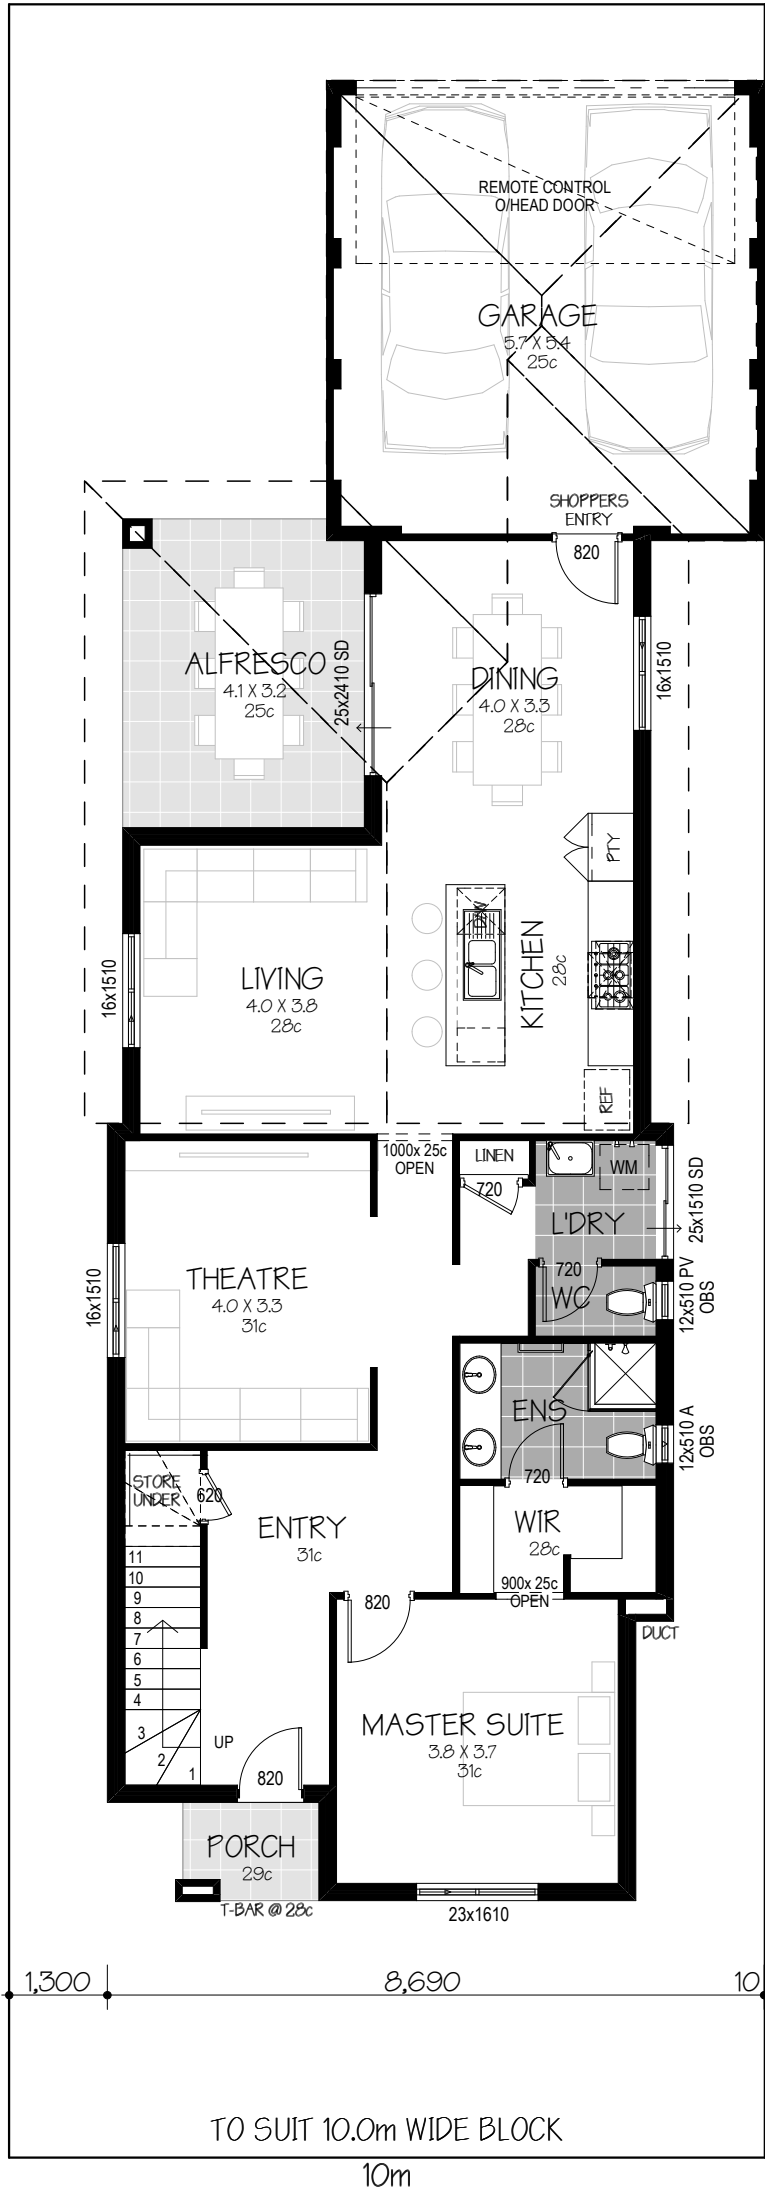 REMOTE CONTROL
O/HEAD DOOR
GARAGE
5.7 X 5.4
25c
SHOPPERS
ENTRY
820
ALFRESCO
4.1 X 3.2
25c
25x2410 SD
DINING
4.0 X 3.3
28c
16x1510
PTY
D/W
KITCHEN
28c
LIVING
4.0 X 3.8
28c
16x1510
REF
1000x 25c
OPEN
LINEN
720
WM
L'DRY
25x1510 SD
THEATRE
4.0 X 3.3
31c
16x1510
720
WC
12x510 PV
OBS
ENS
12x510 A
OBS
720
STORE
UNDER
620
ENTRY
31c
WIR
28c
900x 25c
OPEN
11
10
9
8
7
6
5
4
3
2
1
UP
820
DUCT
MASTER SUITE
3.8 X 3.7
31c
820
PORCH
29c
T-BAR @ 28c
23x1610
1,300
8,690
10
TO SUIT 10.0m WIDE BLOCK
10m